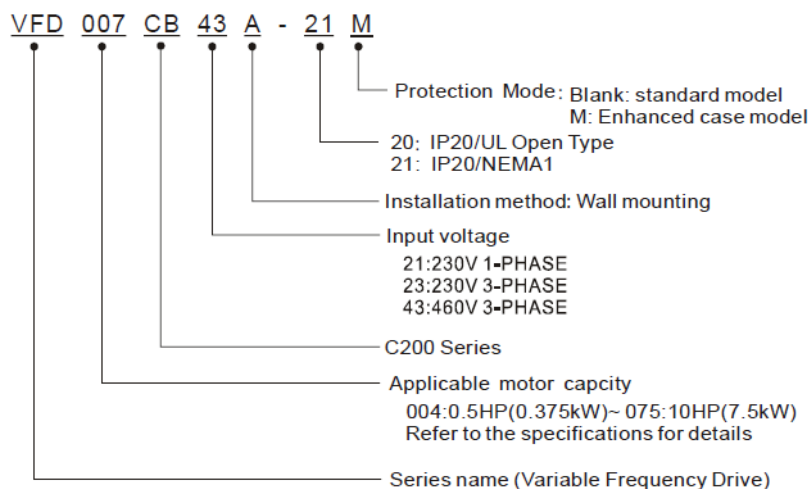 VFD 007 CB 43 A - 21 M
Protection Mode: Blank: standard model
M: Enhanced case model
20: IP20/UL Open Type
21: IP20/NEMA1
Installation method: Wall mounting
Input voltage
21:230V 1-PHASE
23:230V 3-PHASE
43:460V 3-PHASE
C200 Series
Applicable motor capcity
004:0.5HP(0.375kW)~ 075:10HP(7.5kW)
Refer to the specifications for details
Series name (Variable Frequency Drive)